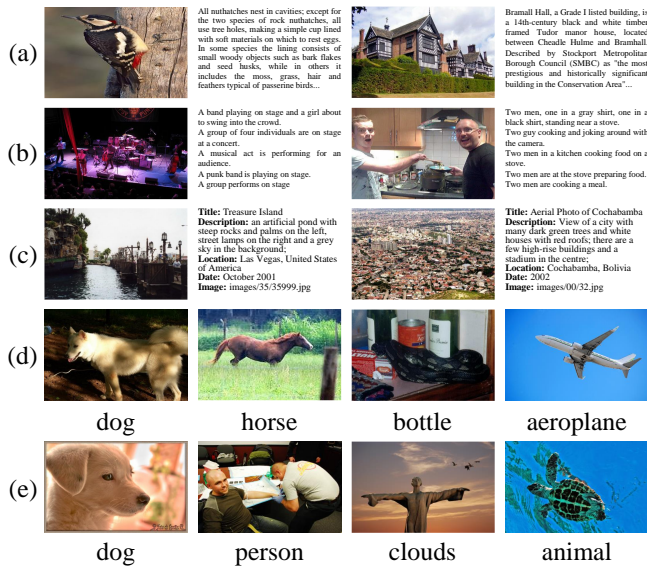 (a)
All nuthatches nest in cavities; except for
the two species of rock nuthatches, all
use tree holes, making a simple cup lined
with soft materials on which to rest eggs.
In some species the lining consists of
small woody objects such as bark flakes
and seed husks, while in others it
includes the moss, grass, hair and
feathers typical of passerine birds...
Bramall Hall, a Grade I listed building, is
a 14th-century black and white timber
framed Tudor manor house, located
between Cheadle Hulme and Bramhall.
Described by Stockport Metropolitan
Borough Council (SMBC) as "the most
prestigious and historically significant
building in the Conservation Area"...
(b)
A band playing on stage and a girl about
to swing into the crowd.
A group of four individuals are on stage
at a concert.
A musical act is performing for an
audience.
A punk band is playing on stage.
A group performs on stage
Two men, one in a gray shirt, one in a
black shirt, standing near a stove.
Two guy cooking and joking around with
the camera.
Two men in a kitchen cooking food on a
stove.
Two men are at the stove preparing food.
Two men are cooking a meal.
(c)
Title: Treasure Island
Description: an artificial pond with
steep rocks and palms on the left,
street lamps on the right and a grey
sky in the background;
Location: Las Vegas, United States
of America
Date: October 2001
Image: images/35/35999.jpg
Title: Aerial Photo of Cochabamba
Description: View of a city with
many dark green trees and white
houses with red roofs; there are a
few high-rise buildings and a
stadium in the centre;
Location: Cochabamba, Bolivia
Date: 2002
Image: images/00/32.jpg
(d)
dog
horse
bottle
aeroplane
(e)
dog
person
clouds
animal